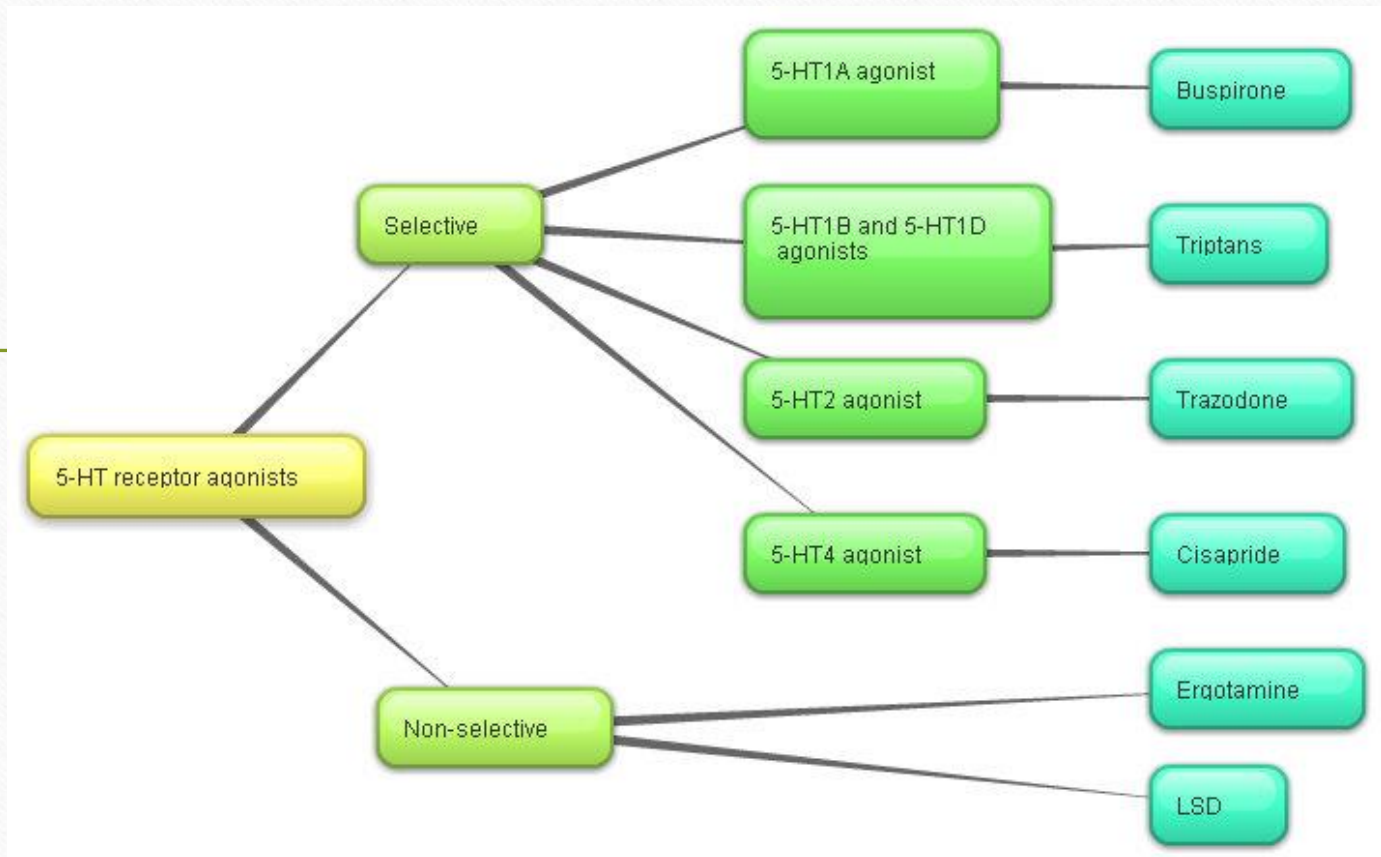 5-HT receptor agonists
Selective
5-HT1A agonist
Buspirone
5-HT1B and 5-HT1D
agonists
Triptans
5-HT2 agonist
Trazodone
5-HT4 agonist
Cisapride
Non-selective
Ergotamine
LSD